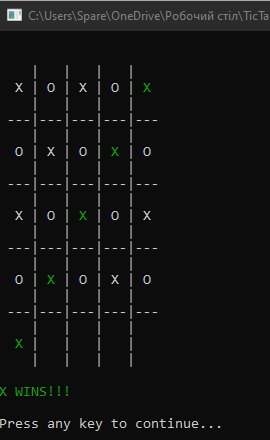 C:\Users\Spare\OneDrive\Робочий стіл\TicTa
X | O | X | O | X
---|---|---|---|---
O | X | O | X | O
---|---|---|---|---
X | O | X | O | X
---|---|---|---|---
O | X | O | X | O
---|---|---|---|---
X | | | |
X WINS!!!
Press any key to continue...